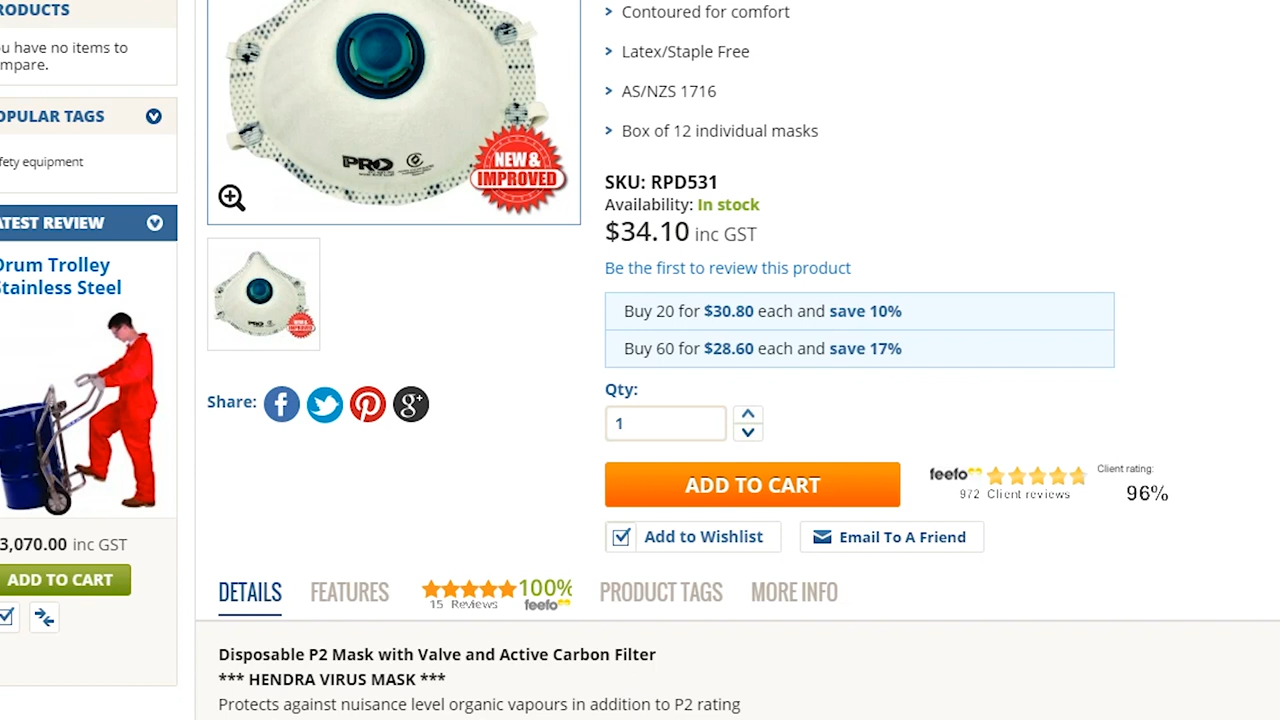 RODUCTS
u have no items to
mpare.
OPULAR TAGS
fety equipment
ATEST REVIEW
Drum Trolley
Stainless Steel
3,070.00 inc GST
ADD TO CART
PRO
NEW &
IMPROVED
PRO
NEW &
IMPROVED
Share:
> Contoured for comfort
> Latex/Staple Free
> AS/NZS 1716
> Box of 12 individual masks
SKU: RPD531
Availability: In stock
$34.10 inc GST
Be the first to review this product
Buy 20 for $30.80 each and save 10%
Buy 60 for $28.60 each and save 17%
Qty:
1
ADD TO CART
feefo
972 Client reviews
Client rating:
96%
Add to Wishlist
Email To A Friend
DETAILS
FEATURES
100%
15 Reviews feefo
PRODUCT TAGS
MORE INFO
Disposable P2 Mask with Valve and Active Carbon Filter
*** HENDRA VIRUS MASK ***
Protects against nuisance level organic vapours in addition to P2 rating